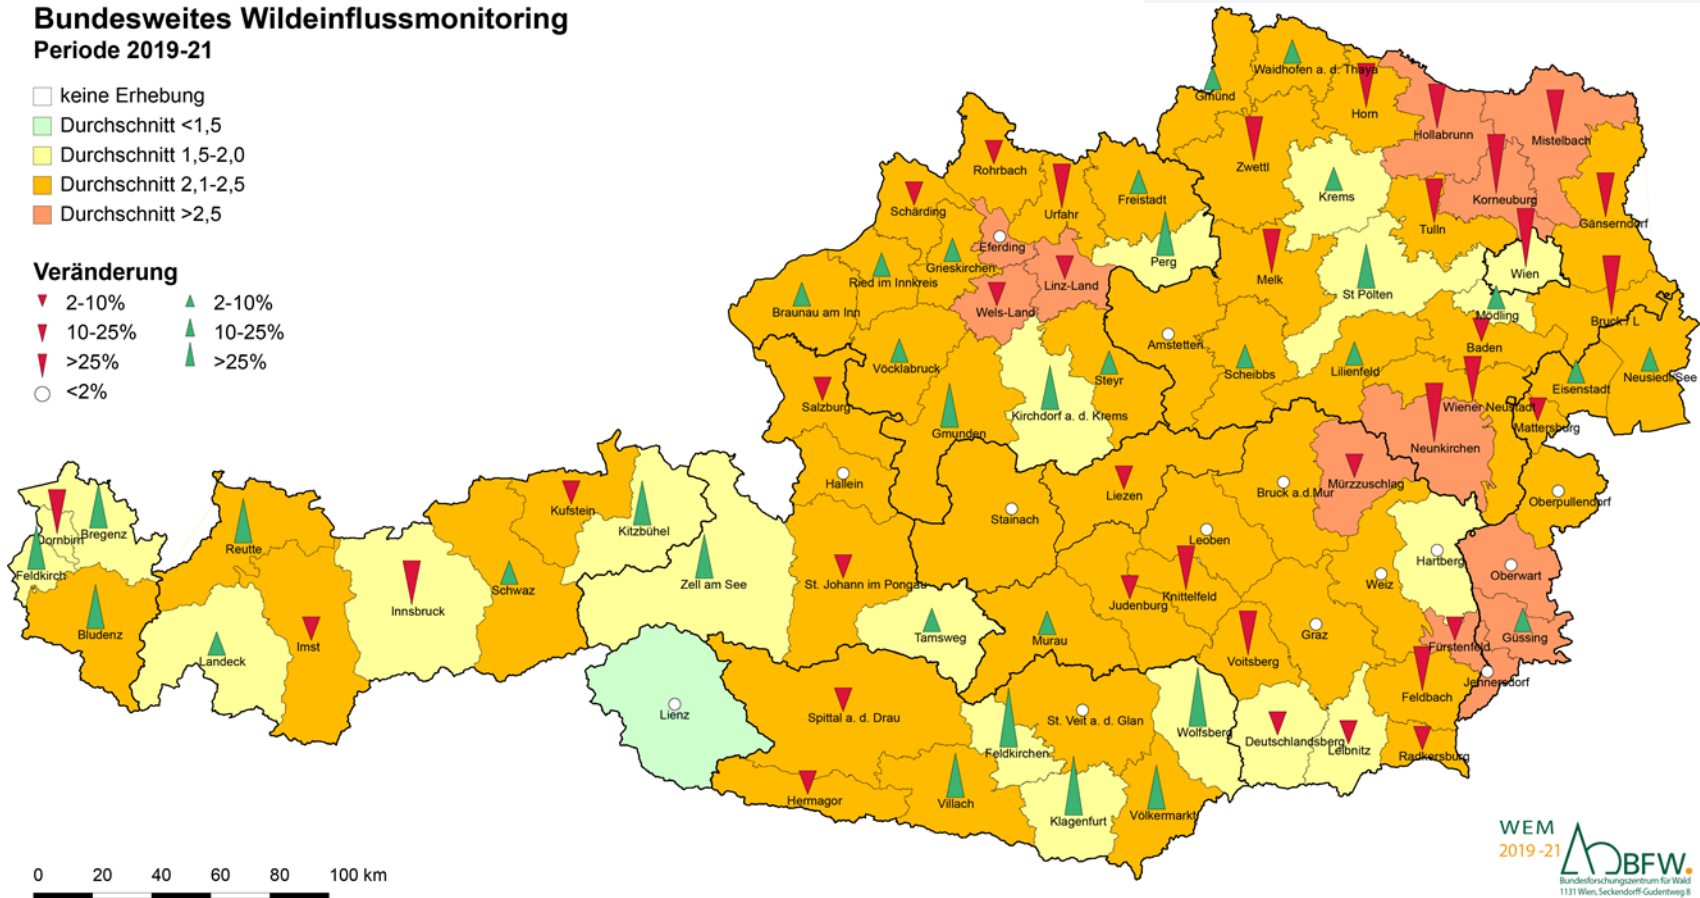 Bundesweites Wildeinflussmonitoring
Periode 2019-21
keine Erhebung
Durchschnitt <1,5
Durchschnitt 1,5-2,0
Durchschnitt 2,1-2,5
Durchschnitt >2,5
Veränderung
2-10% 2-10%
10-25% 10-25%
>25% >25%
<2%
Waidhofen a. d. Thaya
Gmünd
Horn
Hollabrunn
Mistelbach
Zwettl
Rohrbach
Krems
Korneuburg
Freistadt
Schärding
Urfahr
Gänserndorf
Tulln
Eferding
Perg
Grieskirchen
Wien
Ried im Innkreis
Melk
Linz-Land
St Pölten
Braunau am Inn
Wels-Land
Mödling
Bruck / L
Amstetten
Baden
Vöcklabruck
Steyr
Scheibbs
Lilienfeld
Neusiedl/See
Eisenstadt
Salzburg
Kirchdorf a. d. Krems
Wiener Neustadt
Mattersburg
Gmunden
Neunkirchen
Hallein
Liezen
Bruck a.d.Mur
Mürzzuschlag
Oberpullendorf
Kufstein
Stainach
Kitzbühel
Bregenz
Dornbirn
Leoben
Reutte
Hartberg
Feldkirch
Oberwart
Zell am See
St. Johann im Pongau
Weiz
Schwaz
Knittelfeld
Judenburg
Innsbruck
Bludenz
Tamsweg
Murau
Graz
Güssing
Imst
Fürstenfeld
Landeck
Voitsberg
Jennersdorf
Feldbach
Lienz
Spittal a. d. Drau
St. Veit a. d. Glan
Wolfsberg
Deutschlandsberg
Leibnitz
Feldkirchen
Radkersburg
Hermagor
Villach
Völkermarkt
Klagenfurt
0 20 40 60 80 100 km
WEM
2019 -21
BFW.
Bundesforschungszentrum für Wald
1131 Wien, Seckendorff-Gudentweg 8